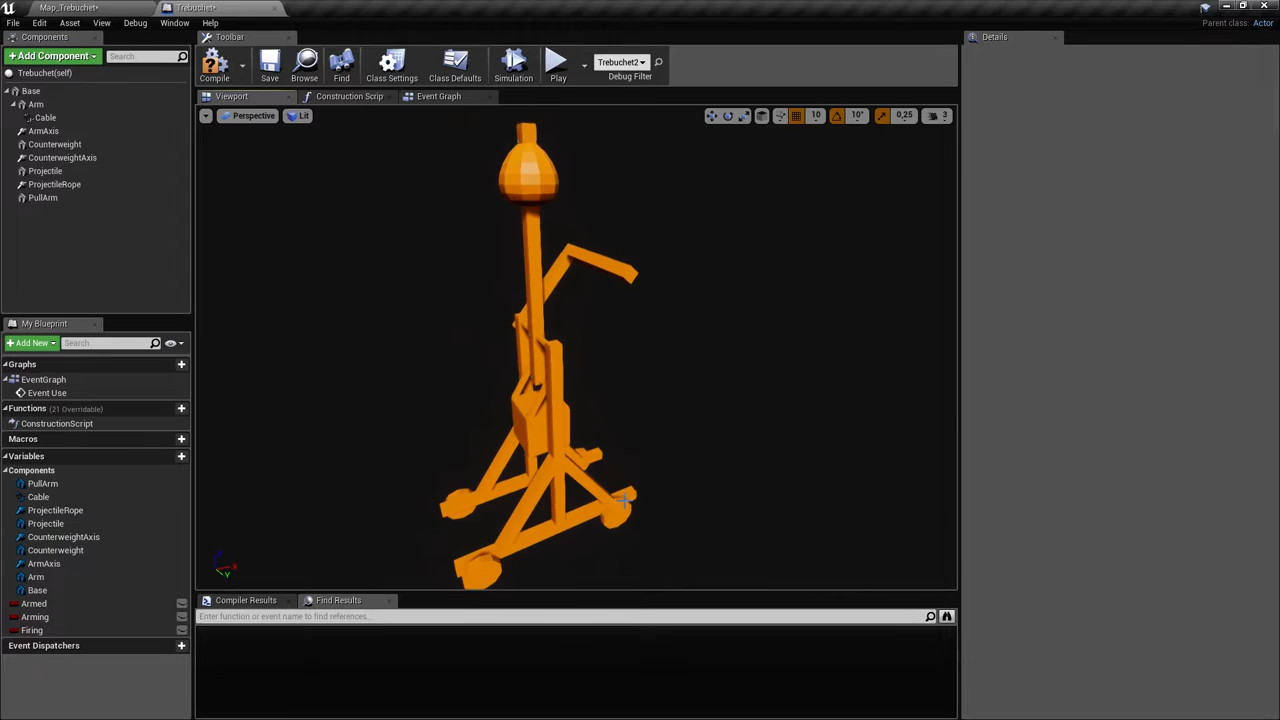 Map_Trebuchet*
Trebuchet*
File Edit Asset View Debug Window Help
Parent class: Actor
Components
Toolbar
Details
+Add Component
Search
Trebuchet(self)
Compile
Save
Browse
Find
Class Settings
Class Defaults
Simulation
Play
Trebuchet2
Debug Filter
Base
Arm
Cable
ArmAxis
Counterweight
CounterweightAxis
Projectile
ProjectileRope
PullArm
Viewport
Construction Scrip
Event Graph
Perspective
Lit
10
10°
0,25
3
My Blueprint
+Add New
Search
Graphs
EventGraph
Event Use
Functions (21 Overridable)
ConstructionScript
Macros
Variables
Components
PullArm
Cable
ProjectileRope
Projectile
CounterweightAxis
Counterweight
ArmAxis
Arm
Base
Armed
Arming
Firing
Event Dispatchers
X
Y
Compiler Results
Find Results
Enter function or event name to find references...